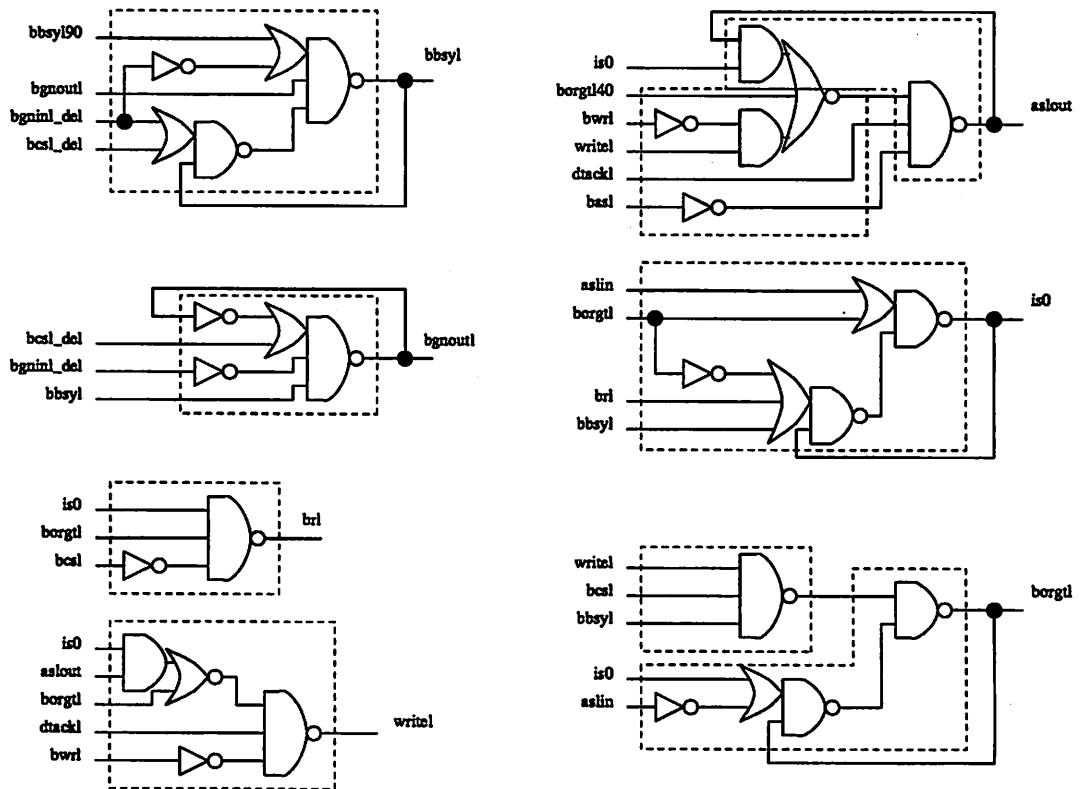 bbsyl90
bgnoutl
bgninl_del
bcsl_del
bbsyl
is0
borgtl40
bwrl
writel
dtackl
basl
aslout
bcsl_del
bgninl_del
bbsyl
bgnoutl
aslin
borgtl
brl
bbsyl
is0
is0
borgtl
bcsl
brl
writel
bcsl
bbsyl
is0
aslin
borgtl
is0
aslout
borgtl
dtackl
bwrl
writel